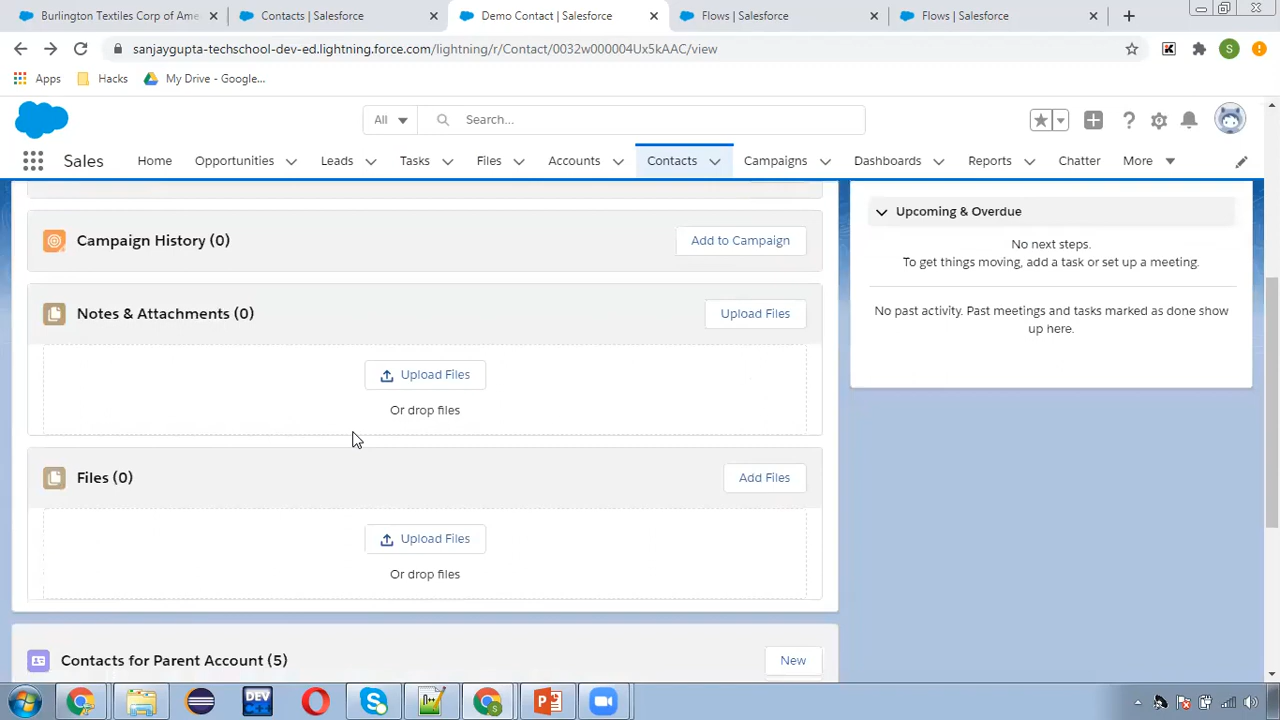 Burlington Textiles Corp of Ame
Contacts | Salesforce
Demo Contact | Salesforce
Flows | Salesforce
Flows | Salesforce
sanjaygupta-techschool-dev-ed.lightning.force.com/lightning/r/Contact/0032w000004Ux5kAAC/view
K
S
Apps
Hacks
My Drive - Google...
All
Search...
Sales
Home
Opportunities
Leads
Tasks
Files
Accounts
Contacts
Campaigns
Dashboards
Reports
Chatter
More
Campaign History (0)
Add to Campaign
Notes & Attachments (0)
Upload Files
Upload Files
Or drop files
Files (0)
Add Files
Upload Files
Or drop files
Contacts for Parent Account (5)
New
Upcoming & Overdue
No next steps.
To get things moving, add a task or set up a meeting.
No past activity. Past meetings and tasks marked as done show
up here.
DEV
C++